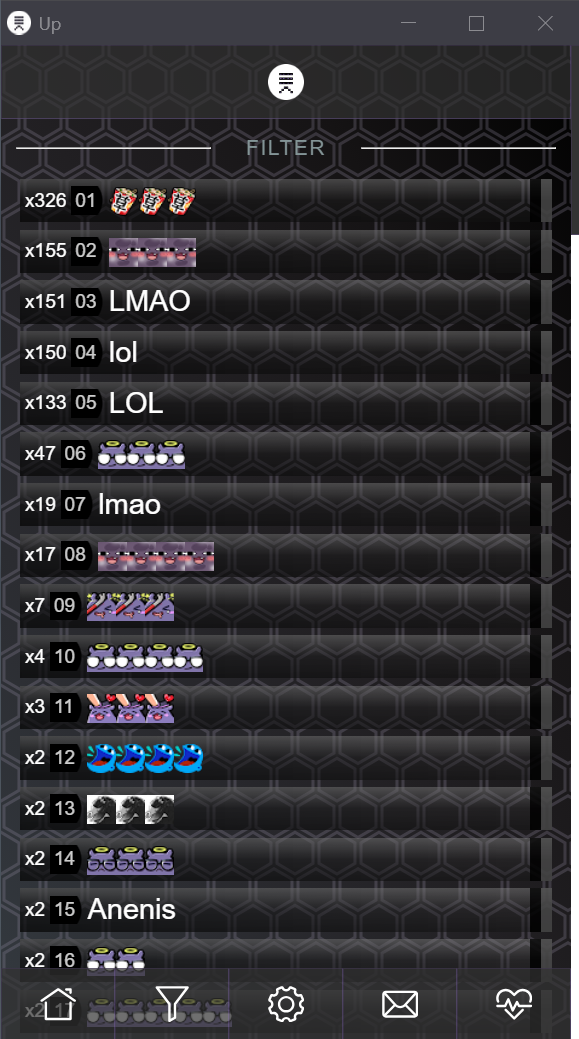 Up
FILTER
x326 01
x155 02
x151 03 LMAO
x150 04 lol
x133 05 LOL
x47 06
x19 07 lmao
x17 08
x7 09
x4 10
x3 11
x2 12
x2 13
x2 14
x2 15 Anenis
x2 16
x2 17